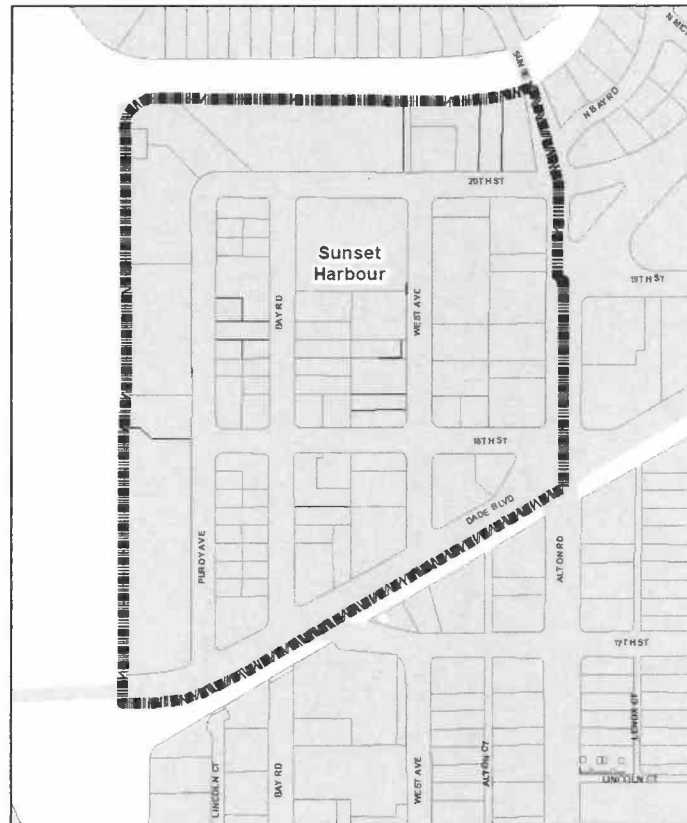 N BAY RD
20TH ST
Sunset
Harbour
19TH ST
BAY RD
WEST AVE
18TH ST
DADE BLVD
PURDY AVE
ALTON RD
17TH ST
LENOX CT
LINCOLN CT
BAY RD
WEST AVE
ALTON CT
LINCOLN CT